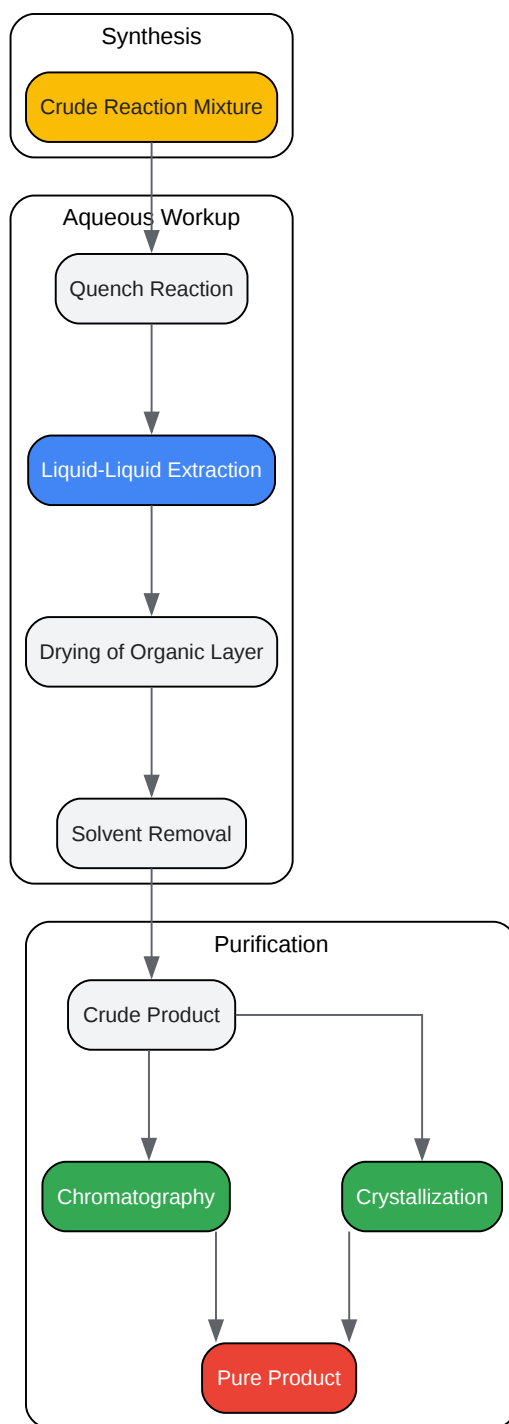 Synthesis
Crude Reaction Mixture
Aqueous Workup
Quench Reaction
Liquid-Liquid Extraction
Drying of Organic Layer
Solvent Removal
Purification
Crude Product
Chromatography
Crystallization
Pure Product